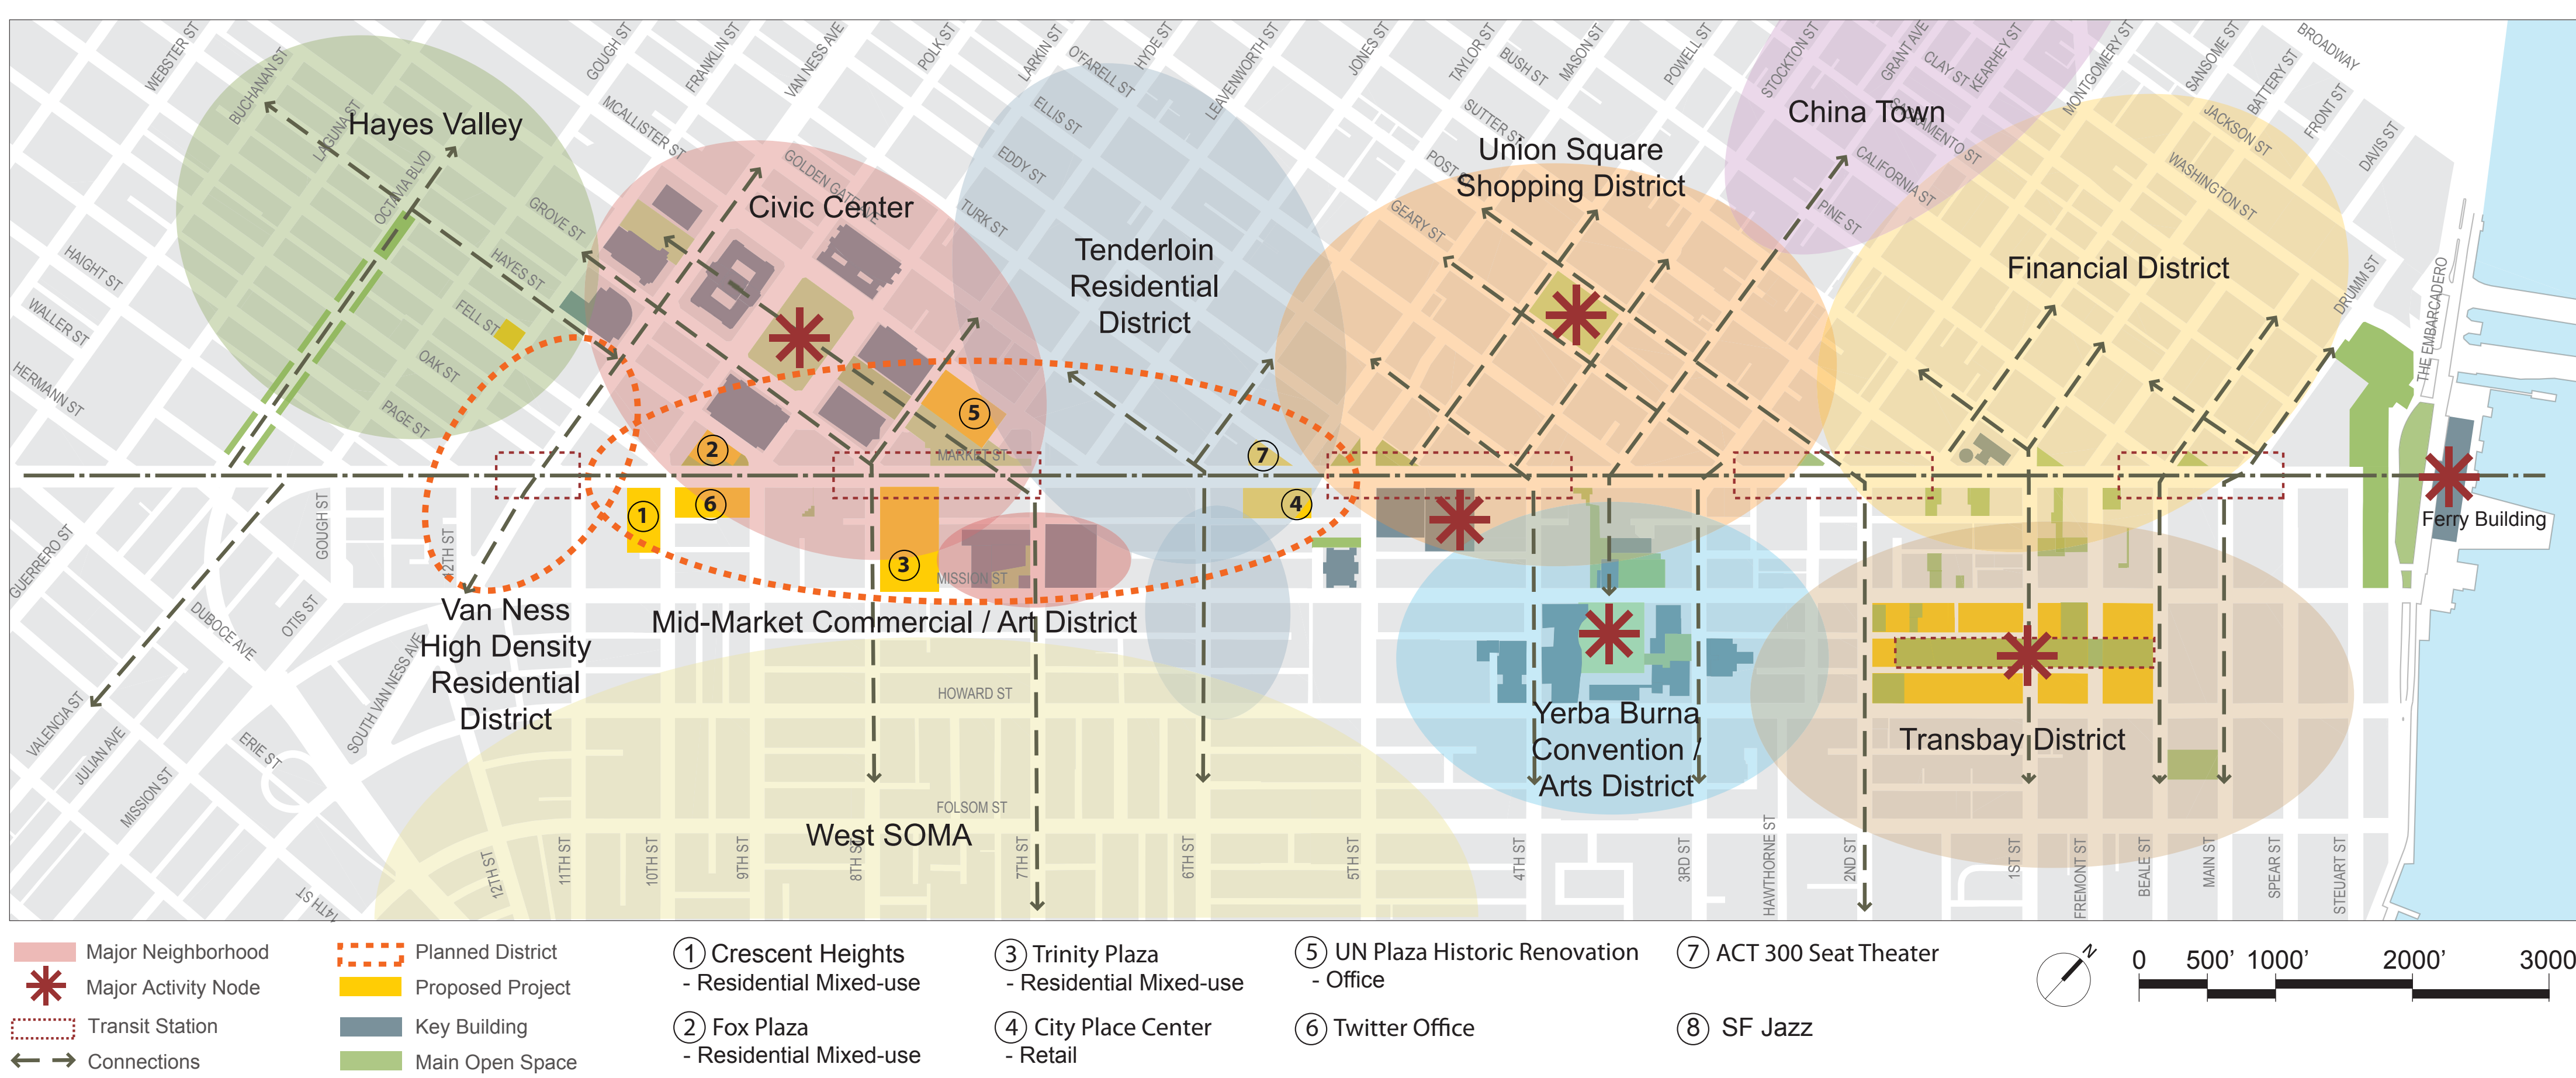 WEBSTER ST
BUCHANAN ST
LAGUNA ST
OCTAVIA BLVD
GOUGH ST
FRANKLIN ST
VAN NESS AVE
POLK ST
LARKIN ST
O'FARELL ST
HYDE ST
LEAVENWORTH ST
JONES ST
TAYLOR ST
BUSH ST
MASON ST
POWELL ST
STOCKTON ST
GRANT AVE
CLAY ST
KEARHEY ST
MONTGOMERY ST
SANSOME ST
BATTERY ST
BROADWAY
FRONT ST
DAVIS ST
JACKSON ST
WASHINGTON ST
SACRAMENTO ST
CALIFORNIA ST
PINE ST
SUTTER ST
POST ST
GEARY ST
MCALLISTER ST
GOLDEN GATE AVE
ELLIS ST
EDDY ST
TURK ST
GROVE ST
HAYES ST
FELL ST
OAK ST
PAGE ST
HAIGHT ST
WALLER ST
HERMANN ST
DRUMM ST
THE EMBARCADERO
Hayes Valley
Civic Center
Tenderloin
Residential
District
Union Square
Shopping District
China Town
Financial District
5
2
7
MARKET ST
1
6
4
3
Ferry Building
GUERRERO ST
GOUGH ST
12TH ST
MISSION ST
DUBOCE AVE
OTIS ST
SOUTH VAN NESS AVE
VALENCIA ST
JULIAN AVE
MISSION ST
ERIE ST
14TH ST
Van Ness
High Density
Residential
District
Mid-Market Commercial / Art District
HOWARD ST
Yerba Burna
Convention /
Arts District
Transbay District
FOLSOM ST
West SOMA
12TH ST
11TH ST
10TH ST
9TH ST
8TH ST
7TH ST
6TH ST
5TH ST
4TH ST
3RD ST
HAWTHORNE ST
2ND ST
1ST ST
FREMONT ST
BEALE ST
MAIN ST
SPEAR ST
STEUART ST
Major Neighborhood
Major Activity Node
Transit Station
Connections
Planned District
Proposed Project
Key Building
Main Open Space
1 Crescent Heights
- Residential Mixed-use
2 Fox Plaza
- Residential Mixed-use
3 Trinity Plaza
- Residential Mixed-use
4 City Place Center
- Retail
5 UN Plaza Historic Renovation
- Office
6 Twitter Office
7 ACT 300 Seat Theater
8 SF Jazz
N
0 500' 1000' 2000' 3000